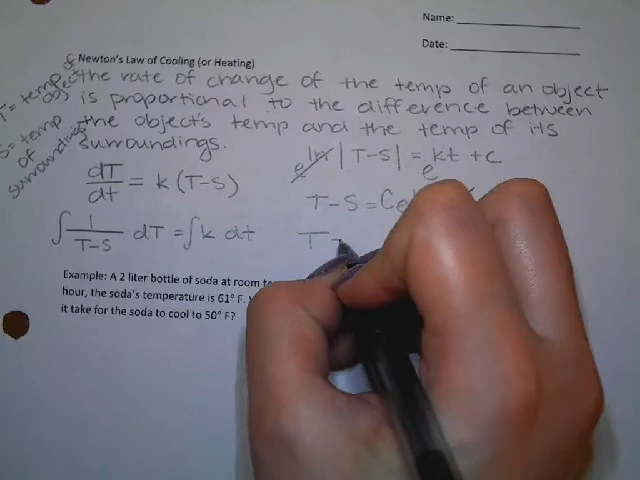 Name:
Date:
Newton's Law of Cooling (or Heating)
T = temp of object
S = temp of surroundings
the rate of change of the temp of an object
is proportional to the difference between
the object's temp and the temp of its
surroundings.
dT/dt = k (T-S)
∫ 1/(T-S) dT = ∫ k dt
e^ln |T-S| = e^kt + c
T-S = Ce
T
Example: A 2 liter bottle of soda at room
hour, the soda's temperature is 61° F.
it take for the soda to cool to 50° F?